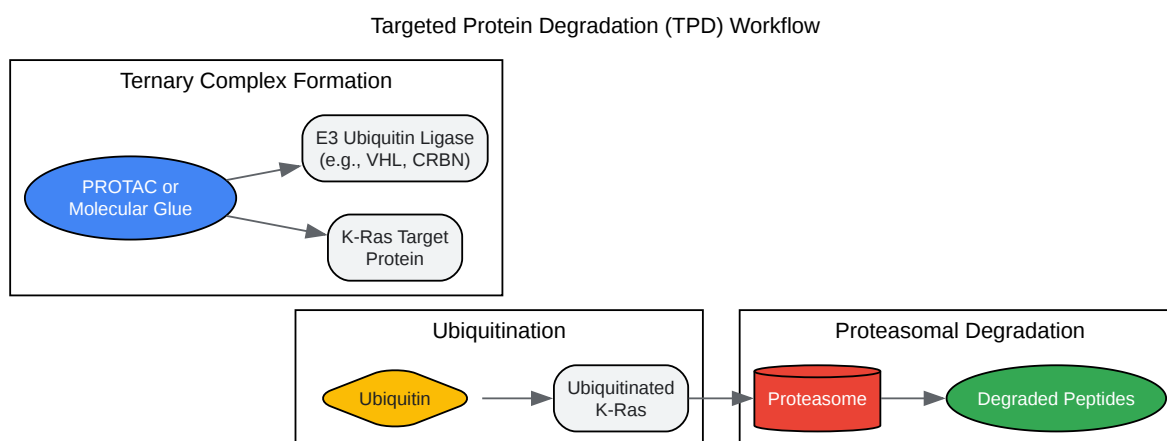 Targeted Protein Degradation (TPD) Workflow
Ternary Complex Formation
E3 Ubiquitin Ligase
(e.g., VHL, CRBN)
PROTAC or
Molecular Glue
K-Ras Target
Protein
Ubiquitination
Proteasomal Degradation
Ubiquitin
Ubiquitinated
K-Ras
Proteasome
Degraded Peptides